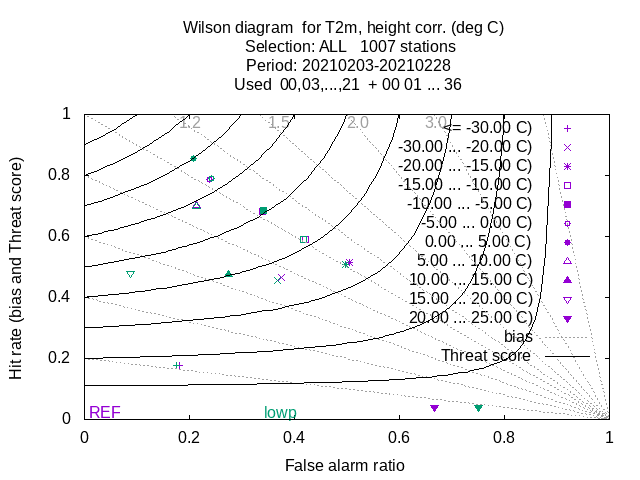 Wilson diagram  for T2m, height corr. (deg C)
Selection: ALL   1007 stations
Period: 20210203-20210228
Used  00,03,...,21  + 00 01 ... 36
1.2 1.5 2.0 3.0
<= -30.00 C)
-30.00 ... -20.00 C)
-20.00 ... -15.00 C)
-15.00 ... -10.00 C)
-10.00 ... -5.00 C)
-5.00 ... 0.00 C)
0.00 ... 5.00 C)
5.00 ... 10.00 C)
10.00 ... 15.00 C)
15.00 ... 20.00 C)
20.00 ... 25.00 C)
bias
Threat score
Hit rate (bias and Threat score)
1
0.8
0.6
0.4
0.2
0
REF lowp
0 0.2 0.4 0.6 0.8 1
False alarm ratio